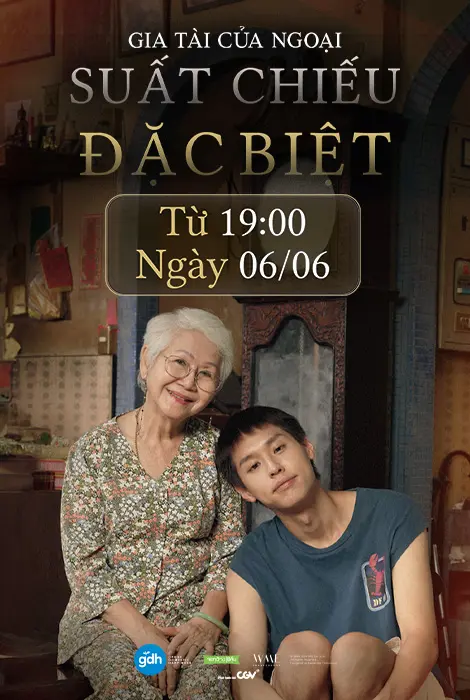 GIA TÀI CỦA NGOẠI
SUẤT CHIẾU
ĐẶC BIỆT
Từ 19:00
Ngày 06/06
gdh
CGV